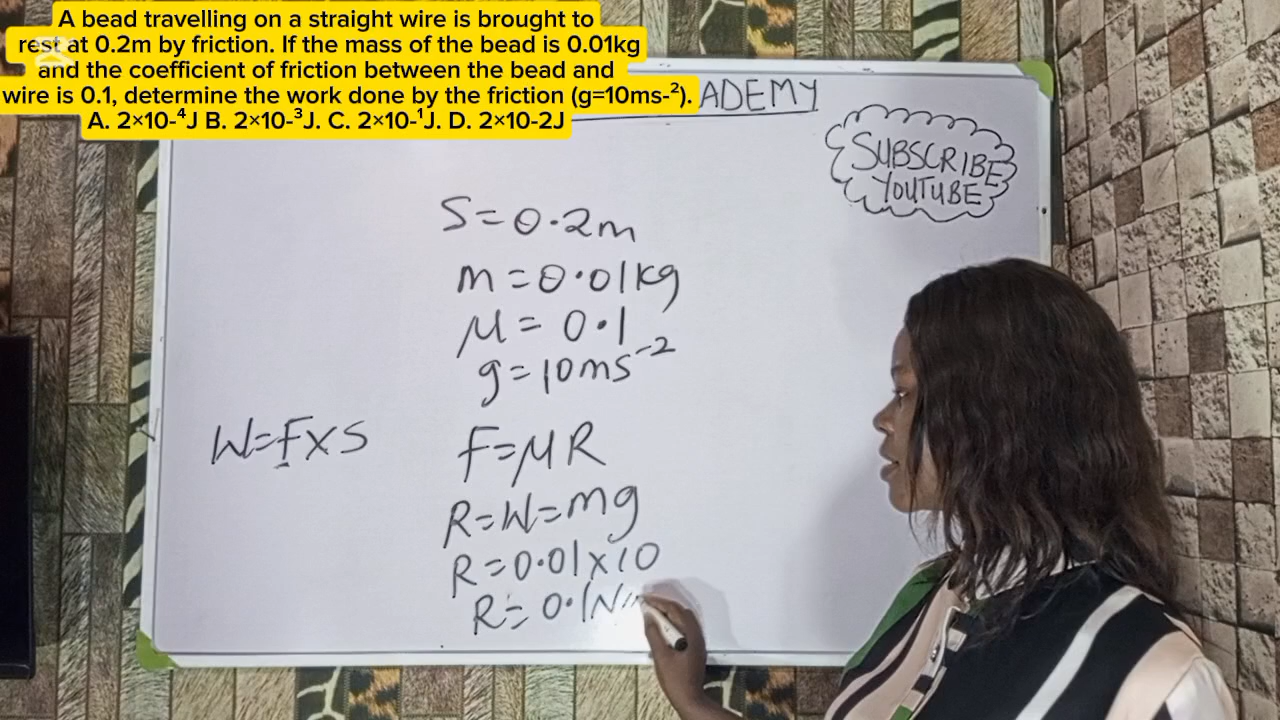 A bead travelling on a straight wire is brought to
rest at 0.2m by friction. If the mass of the bead is 0.01kg
and the coefficient of friction between the bead and
wire is 0.1, determine the work done by the friction (g=10ms-²).
A. 2×10-⁴J B. 2×10-³J. C. 2×10-¹J. D. 2×10-2J
ADEMY
SUBSCRIBE
YOUTUBE
S=0.2m
m=0.01kg
μ=0.1
g=10ms⁻²
W=F×S
F=μR
R=W=mg
R=0.01×10
R=0.1N